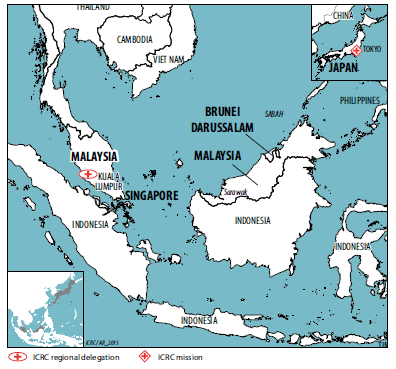 THAILAND
CHINA
CAMBODIA
VIET NAM
TOKYO
JAPAN
PHILIPPINES
BRUNEI
DARUSSALAM
SABAH
MALAYSIA
MALAYSIA
KUALA
LUMPUR
Sarawak
SINGAPORE
INDONESIA
INDONESIA
INDONESIA
INDONESIA
ICRC/AR_2015
ICRC regional delegation
ICRC mission